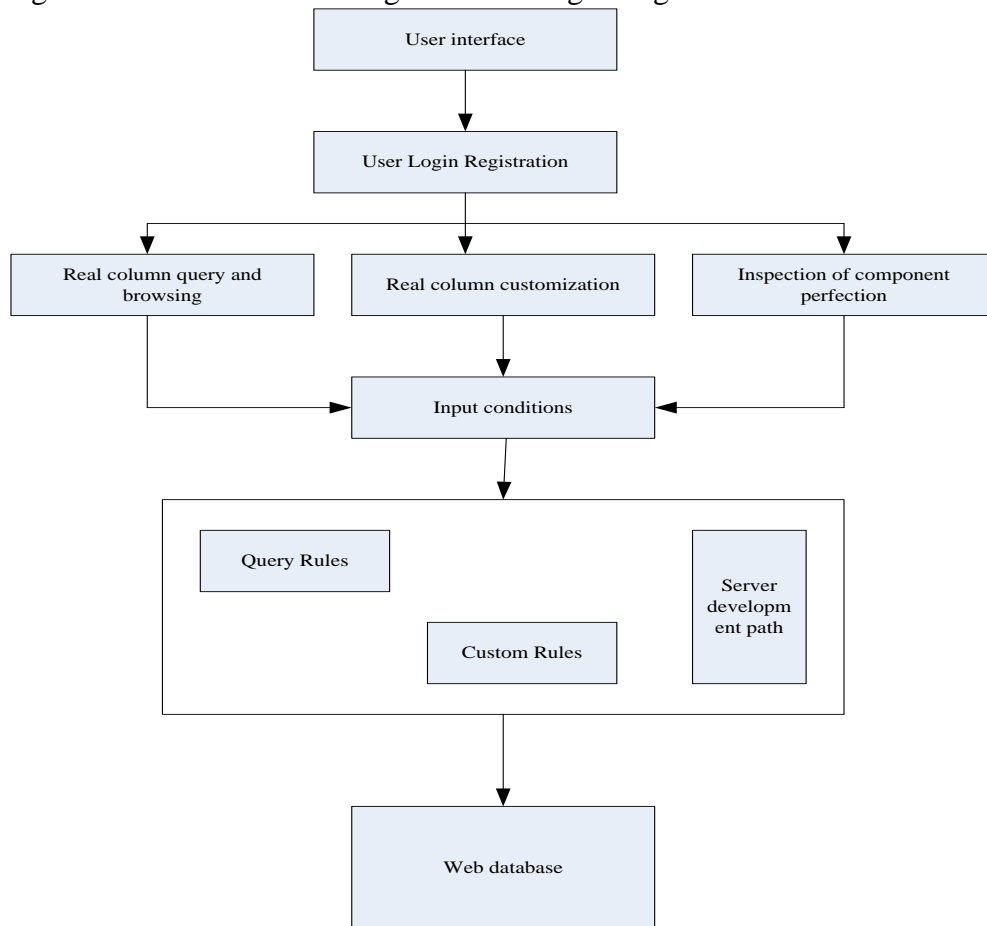 User interface
User Login Registration
Real column query and
browsing
Real column customization
Inspection of component
perfection
Input conditions
Query Rules
Server
developm
ent path
Custom Rules
Web database